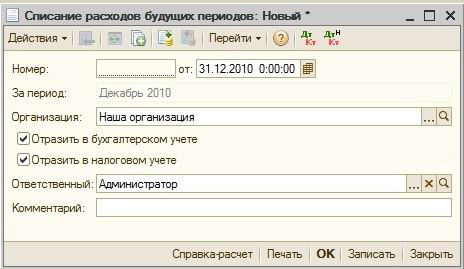 Списание расходов будущих периодов: Новый *
Действия Перейти ? Дт Кт Дт Н Кт
Номер: от: 31.12.2010 0:00:00
За период: Декабрь 2010
Организация: Наша организация ...
Отразить в бухгалтерском учете
Отразить в налоговом учете
Ответственный: Администратор ... ×
Комментарий:
Справка-расчет Печать OK Записать Закрыть